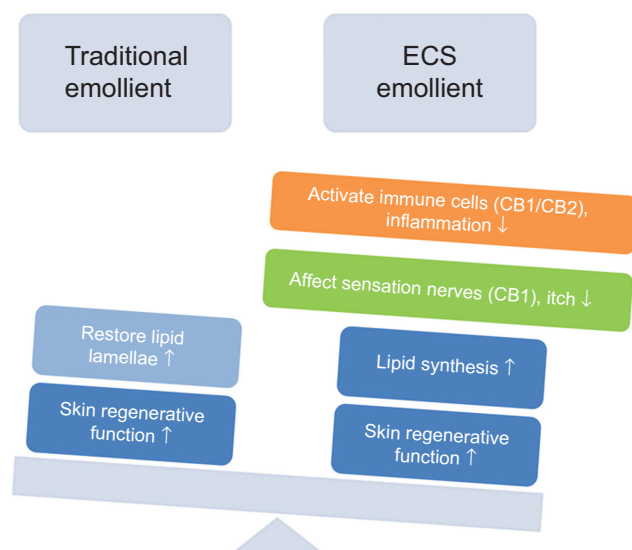 Traditional
emollient
ECS
emollient
Activate immune cells (CB1/CB2),
inflammation ↓
Affect sensation nerves (CB1), itch ↓
Restore lipid
lamellae ↑
Lipid synthesis ↑
Skin regenerative
function ↑
Skin regenerative
function ↑